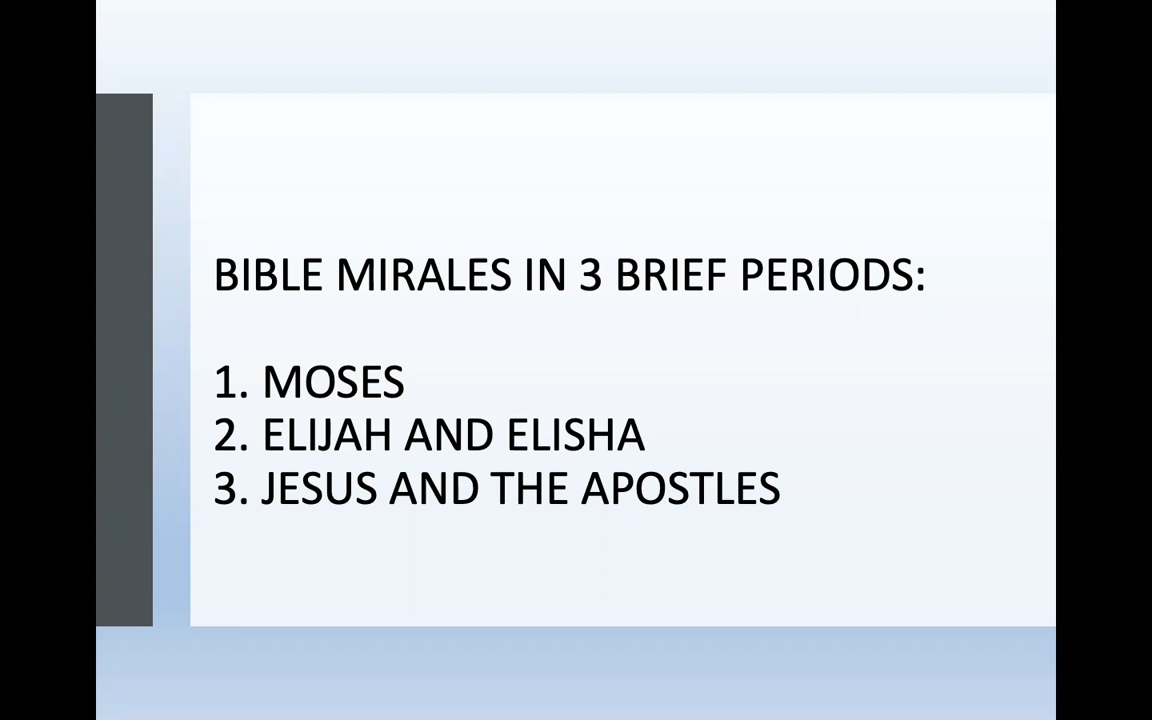 BIBLE MIRALES IN 3 BRIEF PERIODS:
1. MOSES
2. ELIJAH AND ELISHA
3. JESUS AND THE APOSTLES